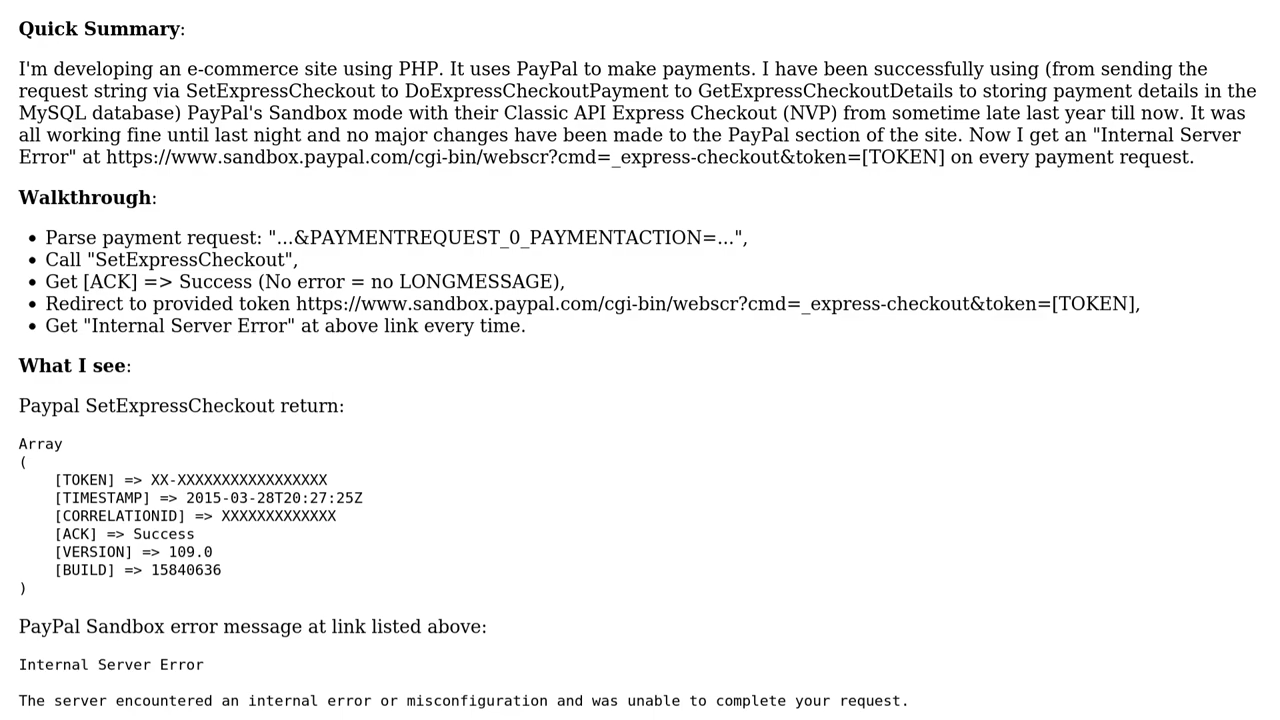 Quick Summary:
I'm developing an e-commerce site using PHP. It uses PayPal to make payments. I have been successfully using (from sending the
request string via SetExpressCheckout to DoExpressCheckoutPayment to GetExpressCheckoutDetails to storing payment details in the
MySQL database) PayPal's Sandbox mode with their Classic API Express Checkout (NVP) from sometime late last year till now. It was
all working fine until last night and no major changes have been made to the PayPal section of the site. Now I get an "Internal Server
Error" at https://www.sandbox.paypal.com/cgi-bin/webscr?cmd=_express-checkout&token=[TOKEN] on every payment request.
Walkthrough:
• Parse payment request: "...&PAYMENTREQUEST_0_PAYMENTACTION=...",
• Call "SetExpressCheckout",
• Get [ACK] => Success (No error = no LONGMESSAGE),
• Redirect to provided token https://www.sandbox.paypal.com/cgi-bin/webscr?cmd=_express-checkout&token=[TOKEN],
• Get "Internal Server Error" at above link every time.
What I see:
Paypal SetExpressCheckout return:
Array
(
    [TOKEN] => XX-XXXXXXXXXXXXXXXXX
    [TIMESTAMP] => 2015-03-28T20:27:25Z
    [CORRELATIONID] => XXXXXXXXXXXXX
    [ACK] => Success
    [VERSION] => 109.0
    [BUILD] => 15840636
)
PayPal Sandbox error message at link listed above:
Internal Server Error
The server encountered an internal error or misconfiguration and was unable to complete your request.